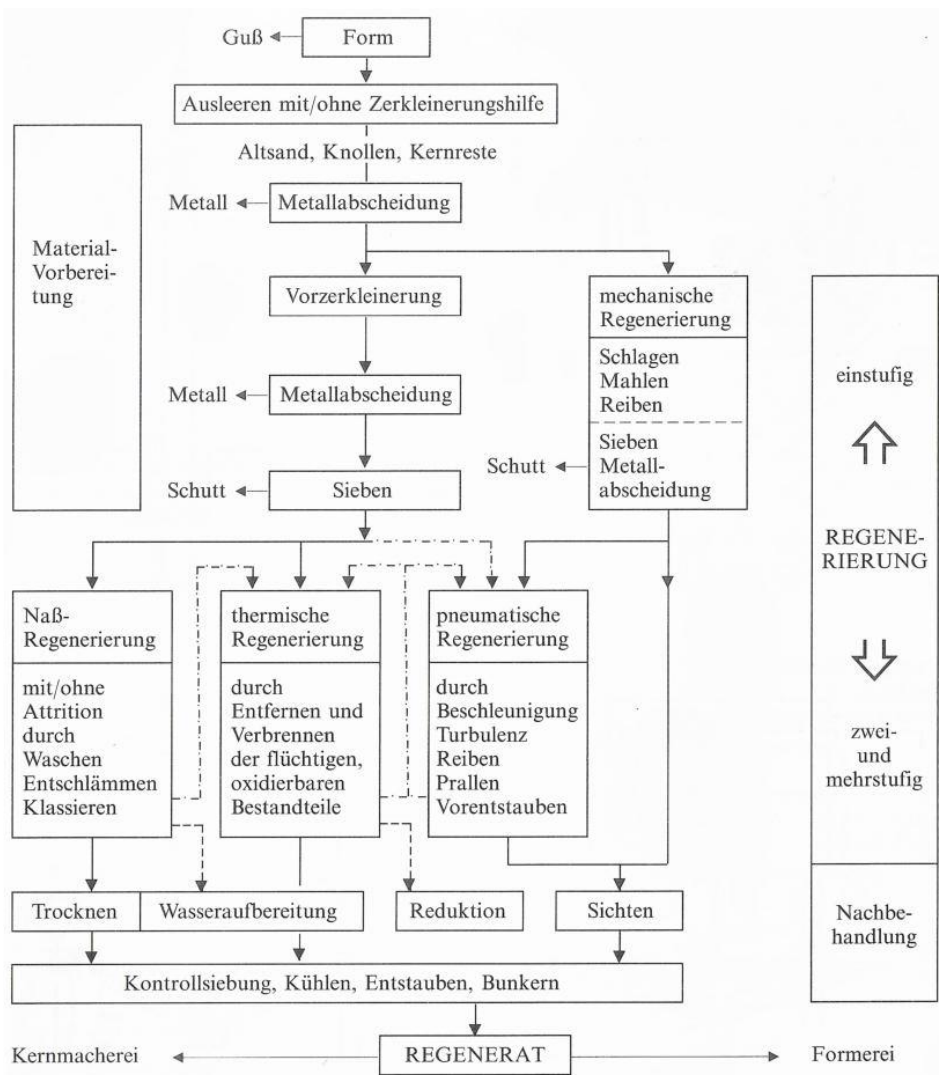 Guß
Form
Ausleeren mit/ohne Zerkleinerungshilfe
Altsand, Knollen, Kernreste
Metall
Metallabscheidung
Material-
Vorberei-
tung
Vorzerkleinerung
mechanische
Regenerierung
Schlagen
Mahlen
Reiben
Sieben
Metall-
abscheidung
Metall
Metallabscheidung
Schutt
Schutt
Sieben
einstufig
REGENE-
RIERUNG
zwei-
und
mehrstufig
Naß-
Regenerierung
mit/ohne
Attrition
durch
Waschen
Entschlämmen
Klassieren
thermische
Regenerierung
durch
Entfernen und
Verbrennen
der flüchtigen,
oxidierbaren
Bestandteile
pneumatische
Regenerierung
durch
Beschleunigung
Turbulenz
Reiben
Prallen
Vorentstauben
Trocknen
Wasseraufbereitung
Reduktion
Sichten
Nachbe-
handlung
Kontrollsiebung, Kühlen, Entstauben, Bunkern
Kernmacherei
REGENERAT
Formerei